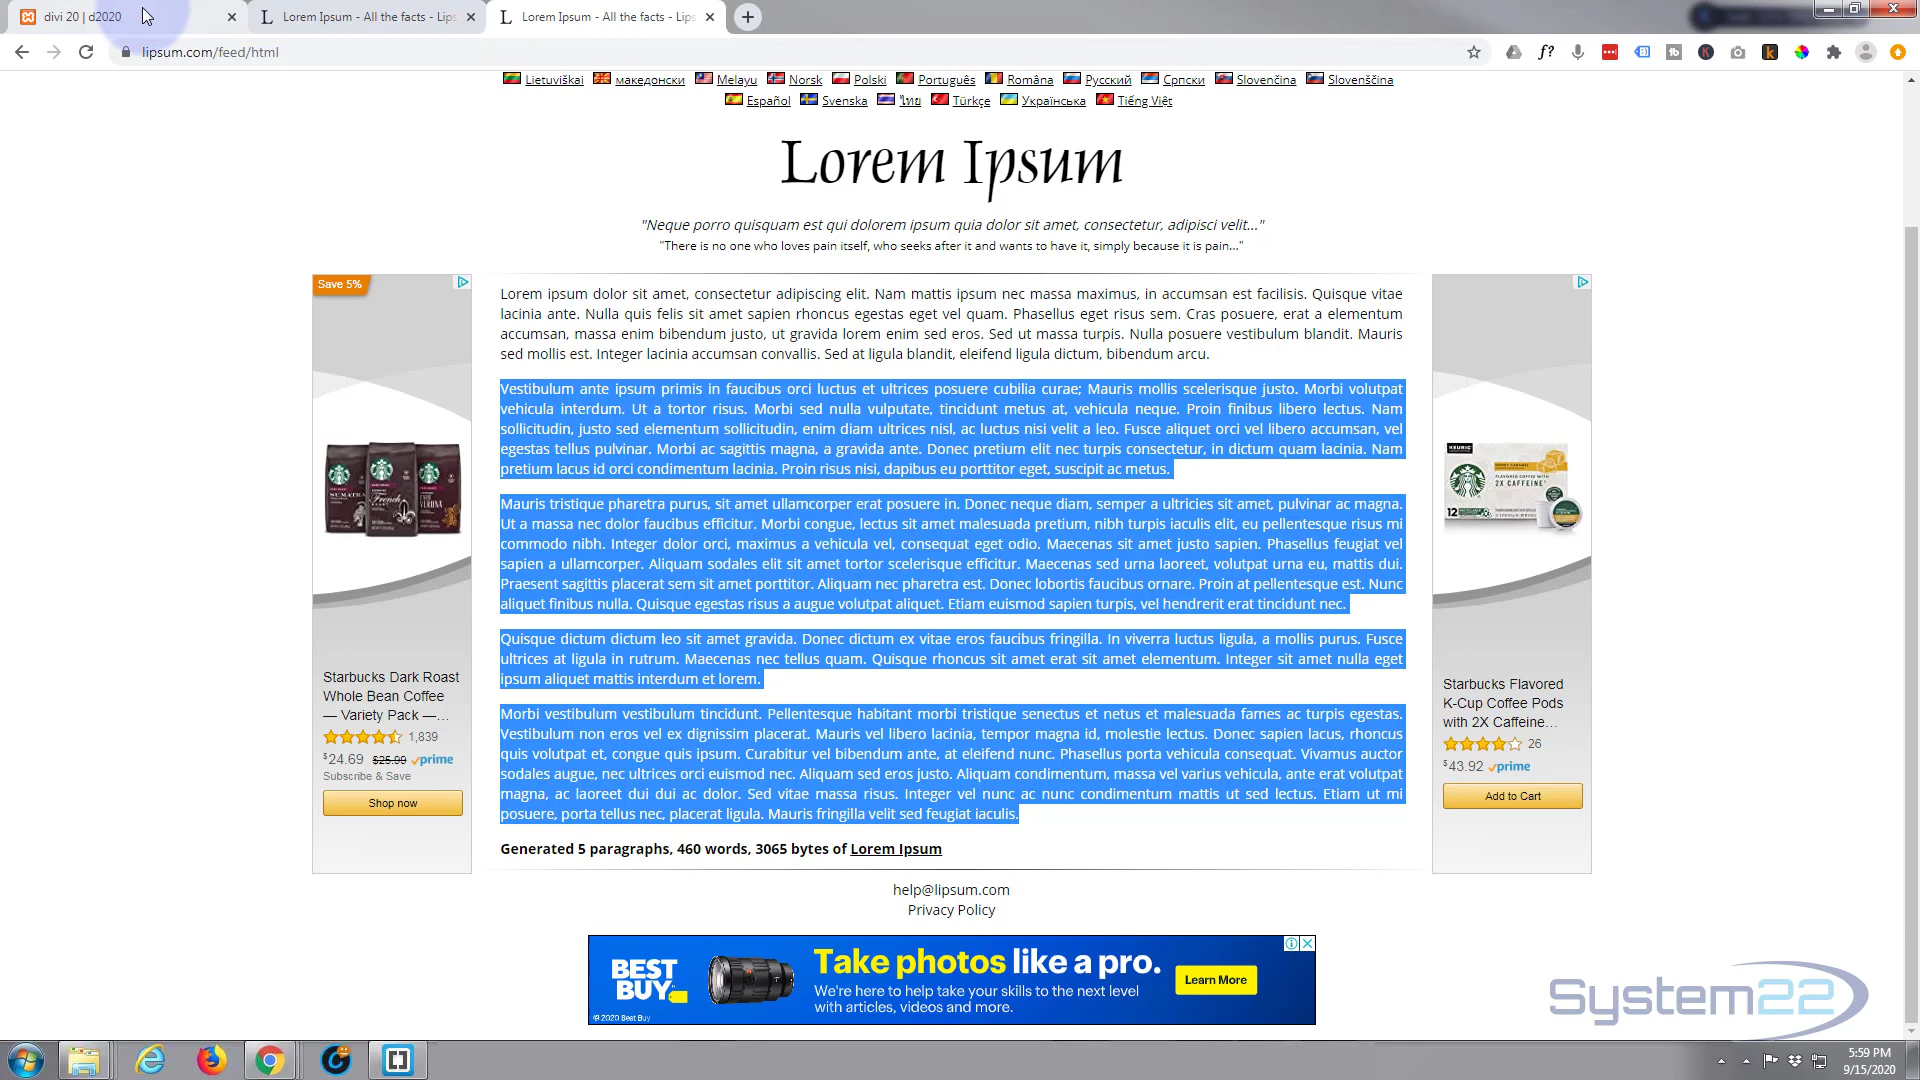 divi 20 | d2020
Lorem Ipsum - All the facts - Lips
Lorem Ipsum - All the facts - Lips
lipsum.com/feed/html
Lietuviškai македонски Melayu Norsk Polski Português Româna Pyccкий Српски Slovenčina Slovenščina
Español Svenska ไทย Türkçe Українська Tiếng Việt
Lorem Ipsum
"Neque porro quisquam est qui dolorem ipsum quia dolor sit amet, consectetur, adipisci velit..."
"There is no one who loves pain itself, who seeks after it and wants to have it, simply because it is pain..."
Lorem ipsum dolor sit amet, consectetur adipiscing elit. Nam mattis ipsum nec massa maximus, in accumsan est facilisis. Quisque vitae
lacinia ante. Nulla quis felis sit amet sapien rhoncus egestas eget vel quam. Phasellus eget risus sem. Cras posuere, erat a elementum
accumsan, massa enim bibendum justo, ut gravida lorem enim sed eros. Sed ut massa turpis. Nulla posuere vestibulum blandit. Mauris
sed mollis est. Integer lacinia accumsan convallis. Sed at ligula blandit, eleifend ligula dictum, bibendum arcu.
Vestibulum ante ipsum primis in faucibus orci luctus et ultrices posuere cubilia curae; Mauris mollis scelerisque justo. Morbi volutpat
vehicula interdum. Ut a tortor risus. Morbi sed nulla vulputate, tincidunt metus at, vehicula neque. Proin finibus libero lectus. Nam
sollicitudin, justo sed elementum sollicitudin, enim diam ultrices nisl, ac luctus nisi velit a leo. Fusce aliquet orci vel libero accumsan, vel
egestas tellus pulvinar. Morbi ac sagittis magna, a gravida ante. Donec pretium elit nec turpis consectetur, in dictum quam lacinia. Nam
pretium lacus id orci condimentum lacinia. Proin risus nisi, dapibus eu porttitor eget, suscipit ac metus.
Mauris tristique pharetra purus, sit amet ullamcorper erat posuere in. Donec neque diam, semper a ultricies sit amet, pulvinar ac magna.
Ut a massa nec dolor faucibus efficitur. Morbi congue, lectus sit amet malesuada pretium, nibh turpis iaculis elit, eu pellentesque risus mi
commodo nibh. Integer dolor orci, maximus a vehicula vel, consequat eget odio. Maecenas sit amet justo sapien. Phasellus feugiat vel
sapien a ullamcorper. Aliquam sodales elit sit amet tortor scelerisque efficitur. Maecenas sed urna laoreet, volutpat urna eu, mattis dui.
Praesent sagittis placerat sem sit amet porttitor. Aliquam nec pharetra est. Donec lobortis faucibus ornare. Proin at pellentesque est. Nunc
aliquet finibus nulla. Quisque egestas risus a augue volutpat aliquet. Etiam euismod sapien turpis, vel hendrerit erat tincidunt nec.
Quisque dictum dictum leo sit amet gravida. Donec dictum ex vitae eros faucibus fringilla. In viverra luctus ligula, a mollis purus. Fusce
ultrices at ligula in rutrum. Maecenas nec tellus quam. Quisque rhoncus sit amet erat sit amet elementum. Integer sit amet nulla eget
ipsum aliquet mattis interdum et lorem.
Morbi vestibulum vestibulum tincidunt. Pellentesque habitant morbi tristique senectus et netus et malesuada fames ac turpis egestas.
Vestibulum non eros vel ex dignissim placerat. Mauris vel libero lacinia, tempor magna id, molestie lectus. Donec sapien lacus, rhoncus
quis volutpat et, congue quis ipsum. Curabitur vel bibendum ante, at eleifend nunc. Phasellus porta vehicula consequat. Vivamus auctor
sodales augue, nec ultrices orci euismod nec. Aliquam sed eros justo. Aliquam condimentum, massa vel varius vehicula, ante erat volutpat
magna, ac laoreet dui dui ac dolor. Sed vitae massa risus. Integer vel nunc ac nunc condimentum mattis ut sed lectus. Etiam ut mi
posuere, porta tellus nec, placerat ligula. Mauris fringilla velit sed feugiat iaculis.
Generated 5 paragraphs, 460 words, 3065 bytes of Lorem Ipsum
help@lipsum.com
Privacy Policy
Save 5%
Starbucks Dark Roast
Whole Bean Coffee
— Variety Pack —...
1,839
$24.69 $25.99 prime
Subscribe & Save
Shop now
KEURIG
2X CAFFEINE
12
Starbucks Flavored
K-Cup Coffee Pods
with 2X Caffeine...
26
$43.92 prime
Add to Cart
BEST
BUY
Take photos like a pro.
We're here to help take your skills to the next level
with articles, videos and more.
Learn More
© 2020 Best Buy
System22
5:59 PM
9/15/2020